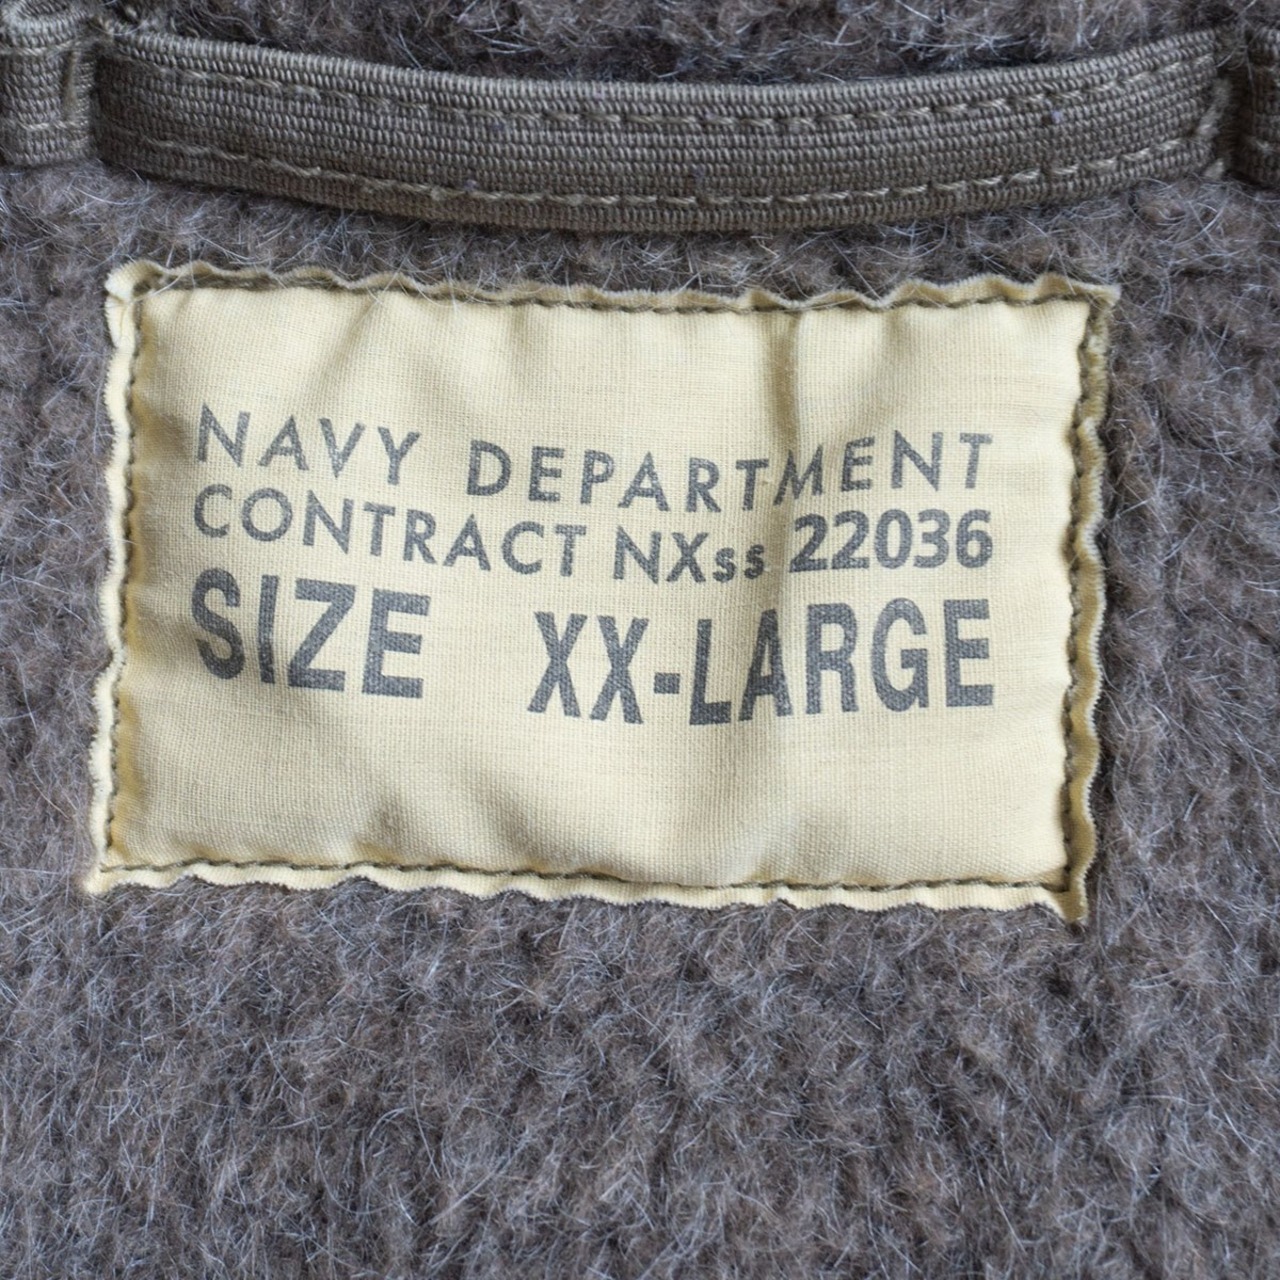 NAVY DEPARTMENT
CONTRACT NXss 22036
SIZE XX-LARGE